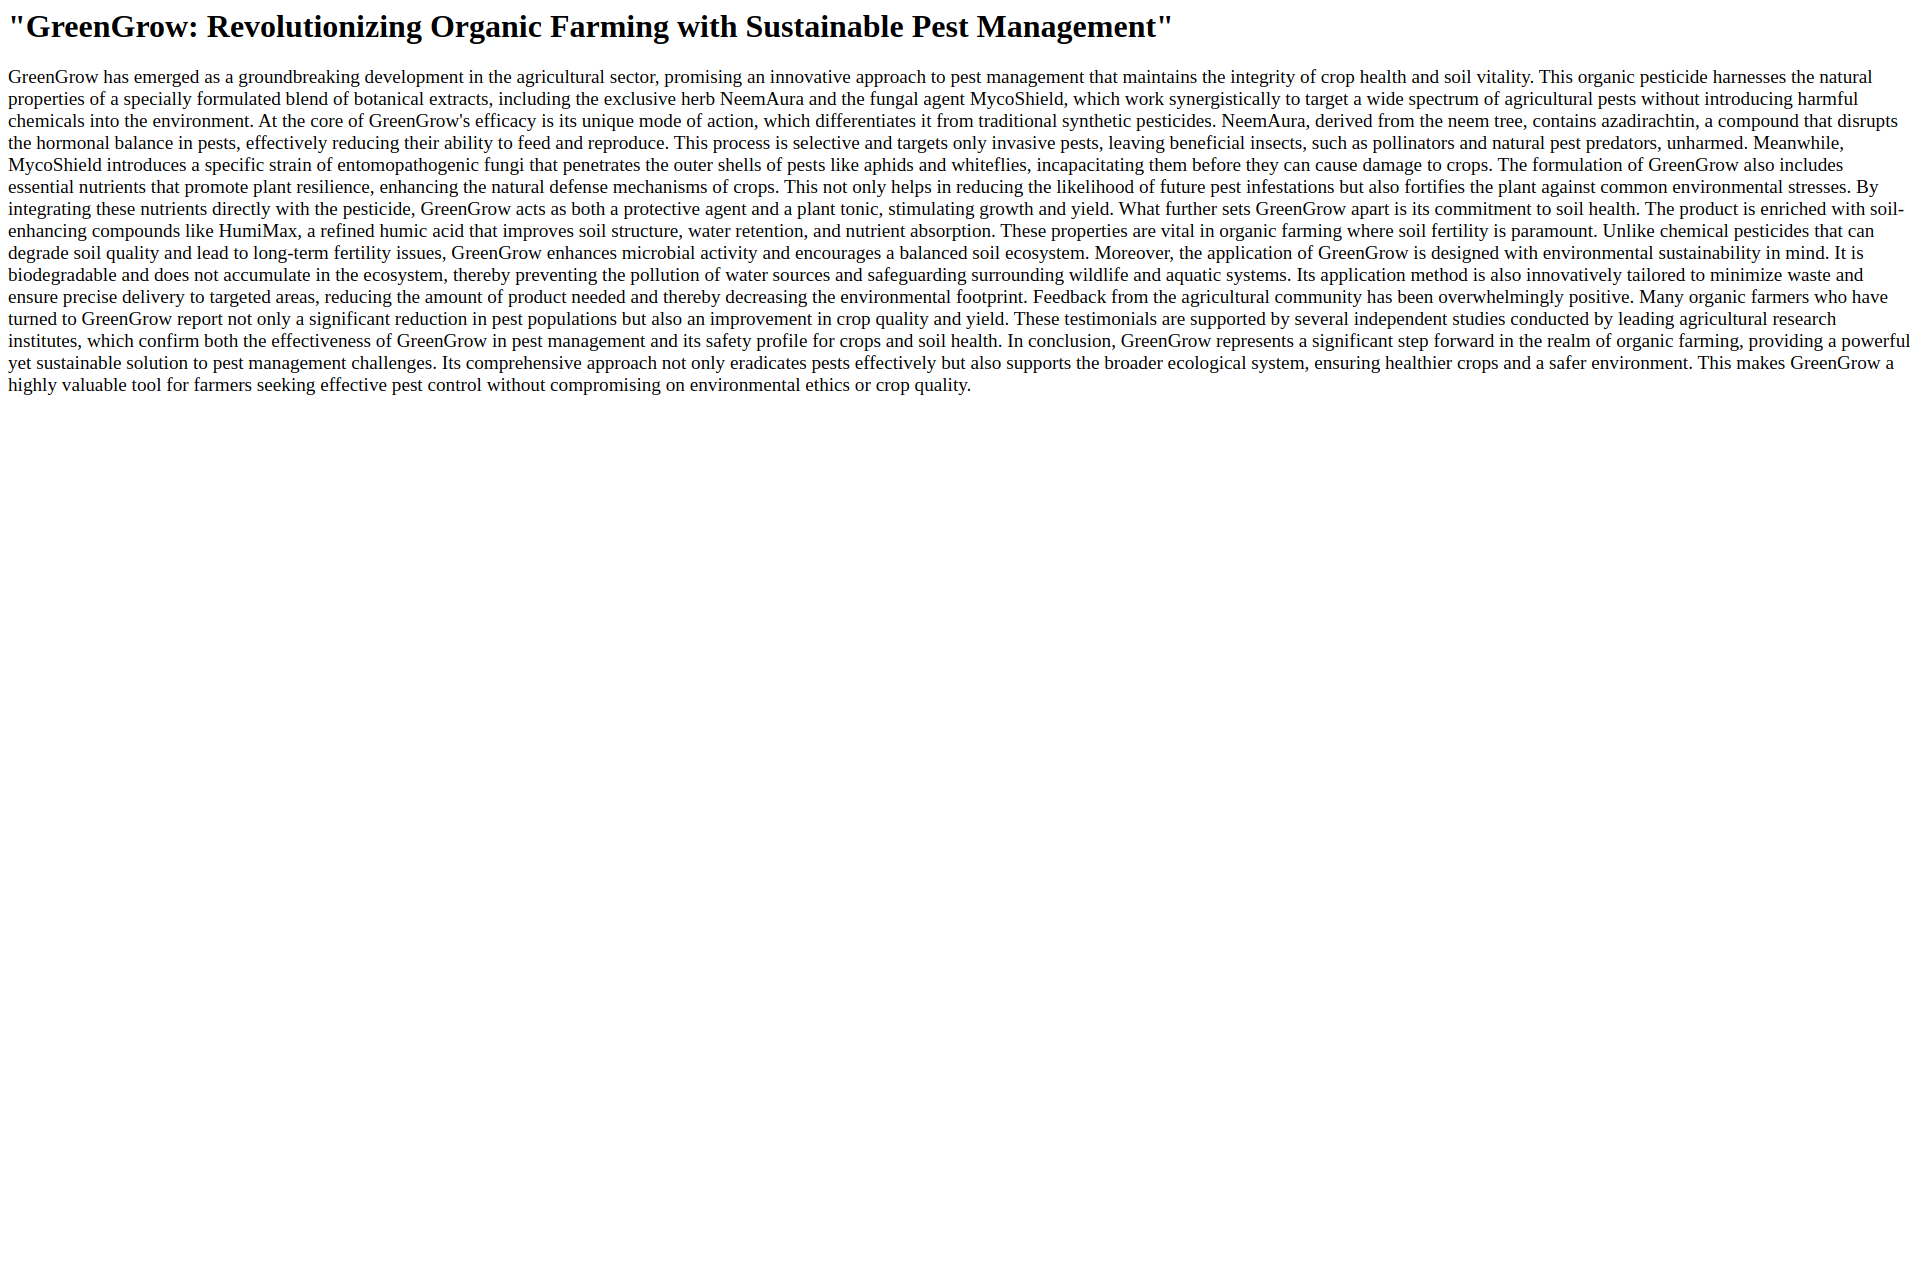 "GreenGrow: Revolutionizing Organic Farming with Sustainable Pest Management"
GreenGrow has emerged as a groundbreaking development in the agricultural sector, promising an innovative approach to pest management that maintains the integrity of crop health and soil vitality. This organic pesticide harnesses the natural
properties of a specially formulated blend of botanical extracts, including the exclusive herb NeemAura and the fungal agent MycoShield, which work synergistically to target a wide spectrum of agricultural pests without introducing harmful
chemicals into the environment. At the core of GreenGrow's efficacy is its unique mode of action, which differentiates it from traditional synthetic pesticides. NeemAura, derived from the neem tree, contains azadirachtin, a compound that disrupts
the hormonal balance in pests, effectively reducing their ability to feed and reproduce. This process is selective and targets only invasive pests, leaving beneficial insects, such as pollinators and natural pest predators, unharmed. Meanwhile,
MycoShield introduces a specific strain of entomopathogenic fungi that penetrates the outer shells of pests like aphids and whiteflies, incapacitating them before they can cause damage to crops. The formulation of GreenGrow also includes
essential nutrients that promote plant resilience, enhancing the natural defense mechanisms of crops. This not only helps in reducing the likelihood of future pest infestations but also fortifies the plant against common environmental stresses. By
integrating these nutrients directly with the pesticide, GreenGrow acts as both a protective agent and a plant tonic, stimulating growth and yield. What further sets GreenGrow apart is its commitment to soil health. The product is enriched with soil-
enhancing compounds like HumiMax, a refined humic acid that improves soil structure, water retention, and nutrient absorption. These properties are vital in organic farming where soil fertility is paramount. Unlike chemical pesticides that can
degrade soil quality and lead to long-term fertility issues, GreenGrow enhances microbial activity and encourages a balanced soil ecosystem. Moreover, the application of GreenGrow is designed with environmental sustainability in mind. It is
biodegradable and does not accumulate in the ecosystem, thereby preventing the pollution of water sources and safeguarding surrounding wildlife and aquatic systems. Its application method is also innovatively tailored to minimize waste and
ensure precise delivery to targeted areas, reducing the amount of product needed and thereby decreasing the environmental footprint. Feedback from the agricultural community has been overwhelmingly positive. Many organic farmers who have
turned to GreenGrow report not only a significant reduction in pest populations but also an improvement in crop quality and yield. These testimonials are supported by several independent studies conducted by leading agricultural research
institutes, which confirm both the effectiveness of GreenGrow in pest management and its safety profile for crops and soil health. In conclusion, GreenGrow represents a significant step forward in the realm of organic farming, providing a powerful
yet sustainable solution to pest management challenges. Its comprehensive approach not only eradicates pests effectively but also supports the broader ecological system, ensuring healthier crops and a safer environment. This makes GreenGrow a
highly valuable tool for farmers seeking effective pest control without compromising on environmental ethics or crop quality.